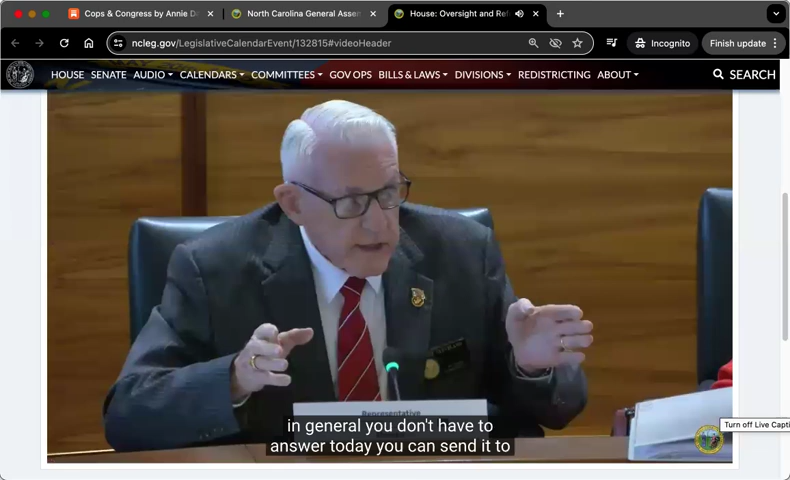 Cops & Congress by Annie D
North Carolina General Assem
House: Oversight and Ref
ncleg.gov/LegislativeCalendarEvent/132815#videoHeader
Incognito
Finish update
HOUSE SENATE AUDIO CALENDARS COMMITTEES GOV OPS BILLS & LAWS DIVISIONS REDISTRICTING ABOUT SEARCH
Representative
in general you don't have to
answer today you can send it to
Turn off Live Capti